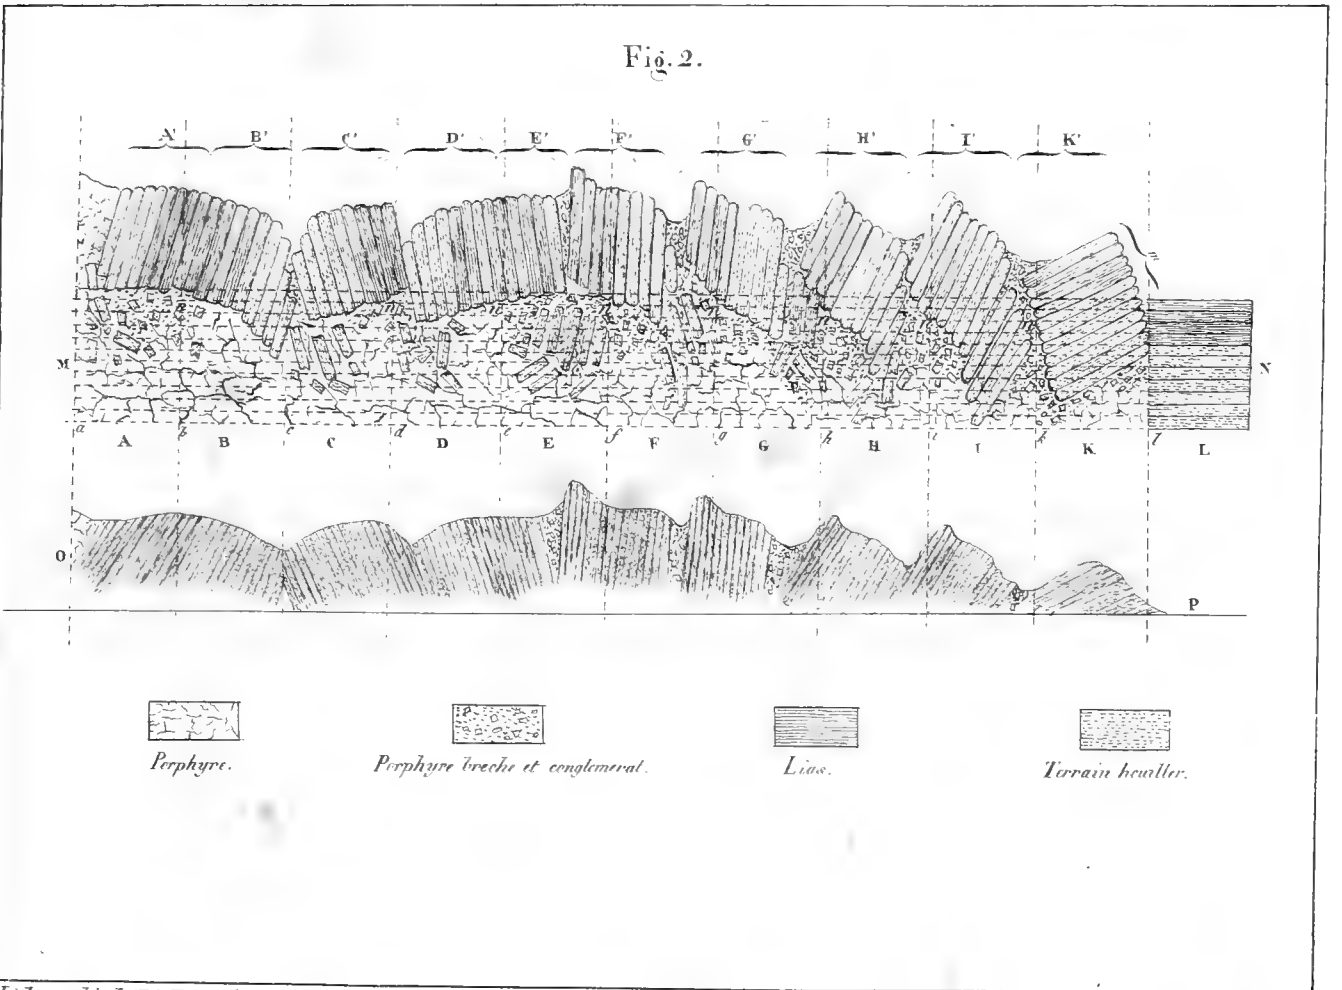 Fig. 2.
A' B' C' D' E' F' G' H' I' K'
M N
a b c d e f g h i k l
A B C D E F G H I K L
O P
Porphyre. Porphyre breche et conglomerat. Lias. Terrain houiller.